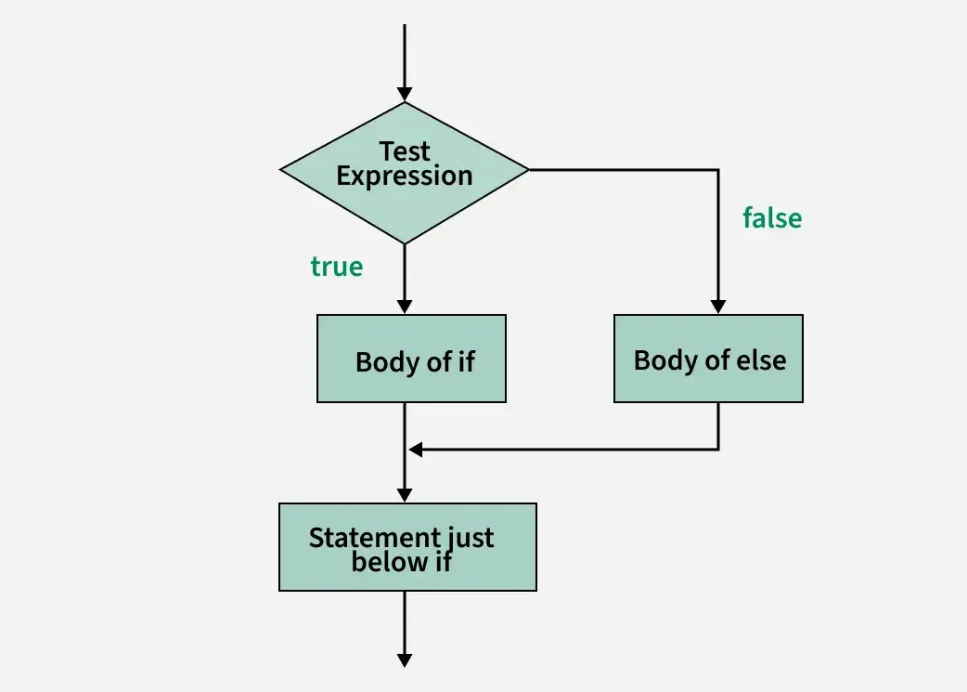 Test
Expression
false
true
Body of if
Body of else
Statement just
below if